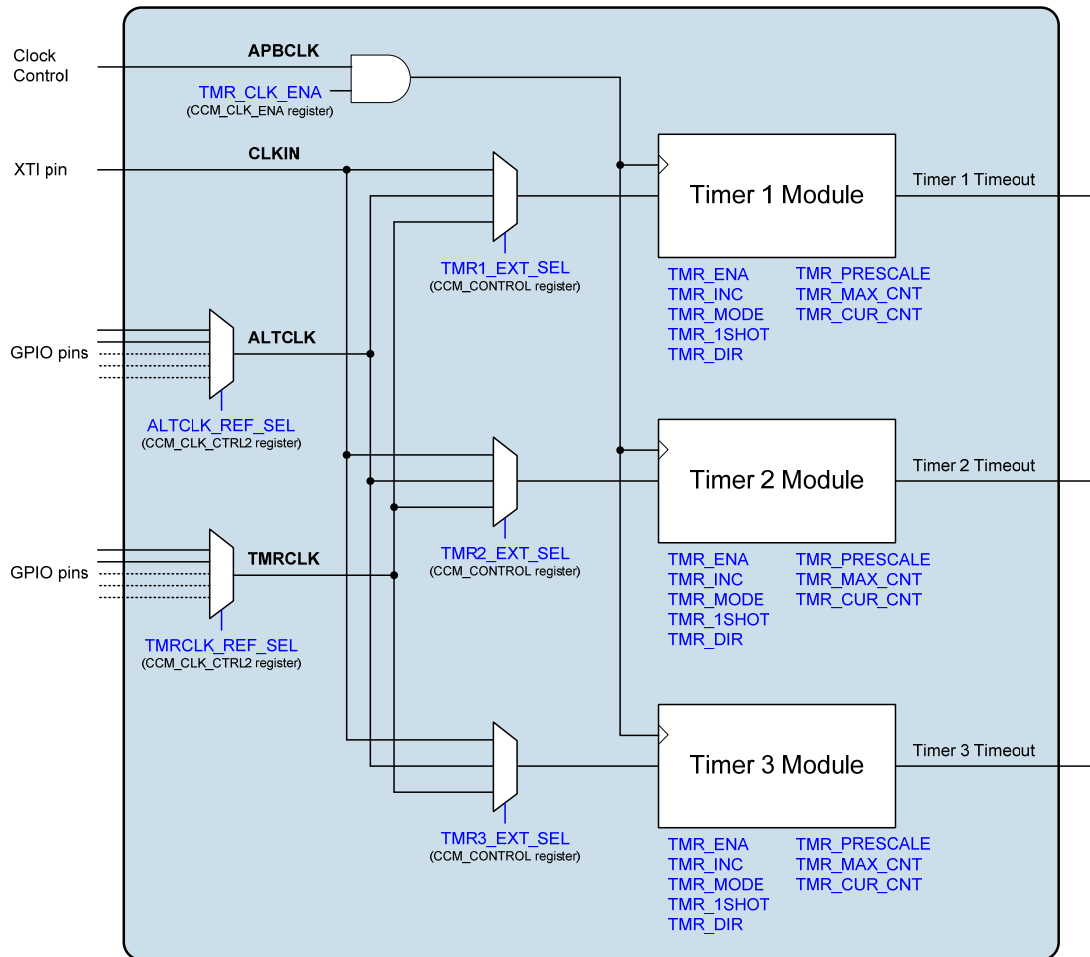 Clock
Control
APBCLK
TMR_CLK_ENA
(CCM_CLK_ENA register)
XTI pin
CLKIN
TMR1_EXT_SEL
(CCM_CONTROL register)
Timer 1 Module
Timer 1 Timeout
TMR_ENA TMR_PRESCALE
TMR_INC TMR_MAX_CNT
TMR_MODE TMR_CUR_CNT
TMR_1SHOT
TMR_DIR
GPIO pins
ALTCLK
ALTCLK_REF_SEL
(CCM_CLK_CTRL2 register)
TMR2_EXT_SEL
(CCM_CONTROL register)
Timer 2 Module
Timer 2 Timeout
TMR_ENA TMR_PRESCALE
TMR_INC TMR_MAX_CNT
TMR_MODE TMR_CUR_CNT
TMR_1SHOT
TMR_DIR
GPIO pins
TMRCLK
TMRCLK_REF_SEL
(CCM_CLK_CTRL2 register)
TMR3_EXT_SEL
(CCM_CONTROL register)
Timer 3 Module
Timer 3 Timeout
TMR_ENA TMR_PRESCALE
TMR_INC TMR_MAX_CNT
TMR_MODE TMR_CUR_CNT
TMR_1SHOT
TMR_DIR